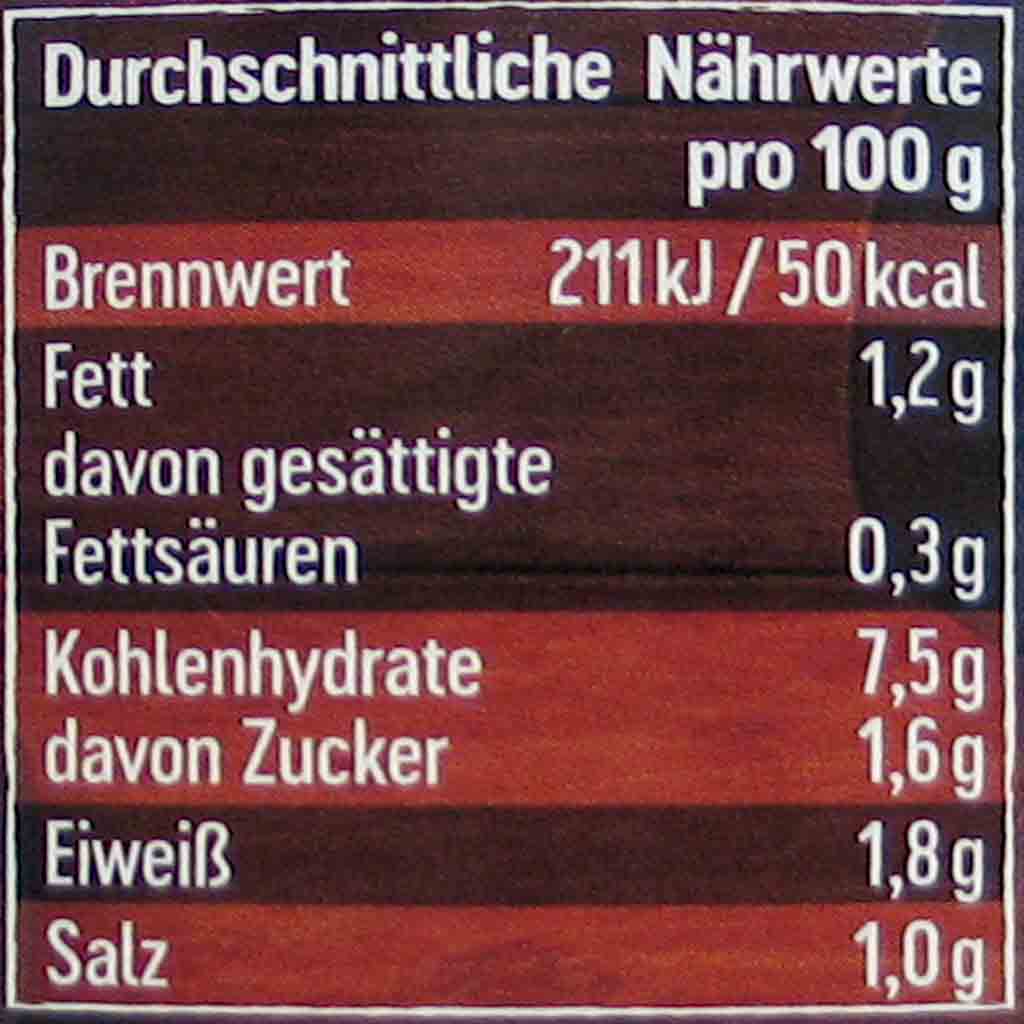 Durchschnittliche Nährwerte
pro 100 g
Brennwert 211 kJ / 50 kcal
Fett 1,2 g
davon gesättigte
Fettsäuren 0,3 g
Kohlenhydrate 7,5 g
davon Zucker 1,6 g
Eiweiß 1,8 g
Salz 1,0 g